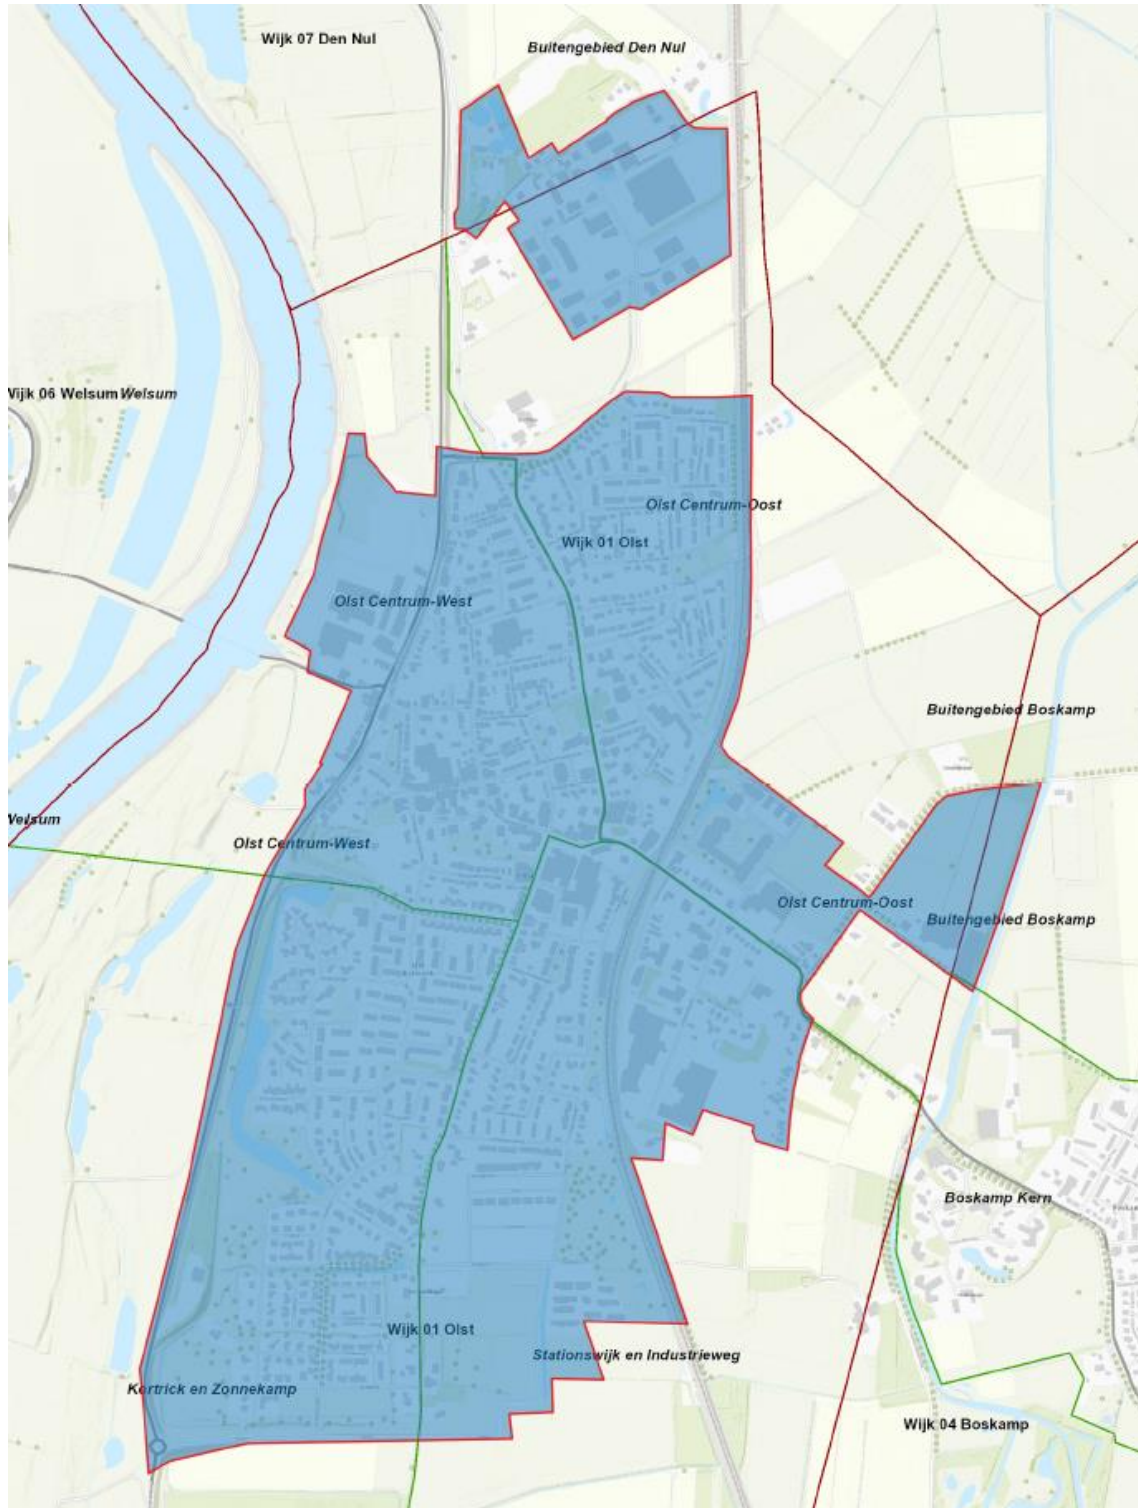 Wijk 07 Den Nul
Buitengebied Den Nul
Wijk 06 Welsum Welsum
Olst Centrum-Oost
Wijk 01 Olst
Olst Centrum-West
Buitengebied Boskamp
Welsum
Olst Centrum-West
Olst Centrum-Oost
Buitengebied Boskamp
Boskamp Kern
Wijk 01 Olst
Stationswijk en Industrieweg
Kortrick en Zonnekamp
Wijk 04 Boskamp